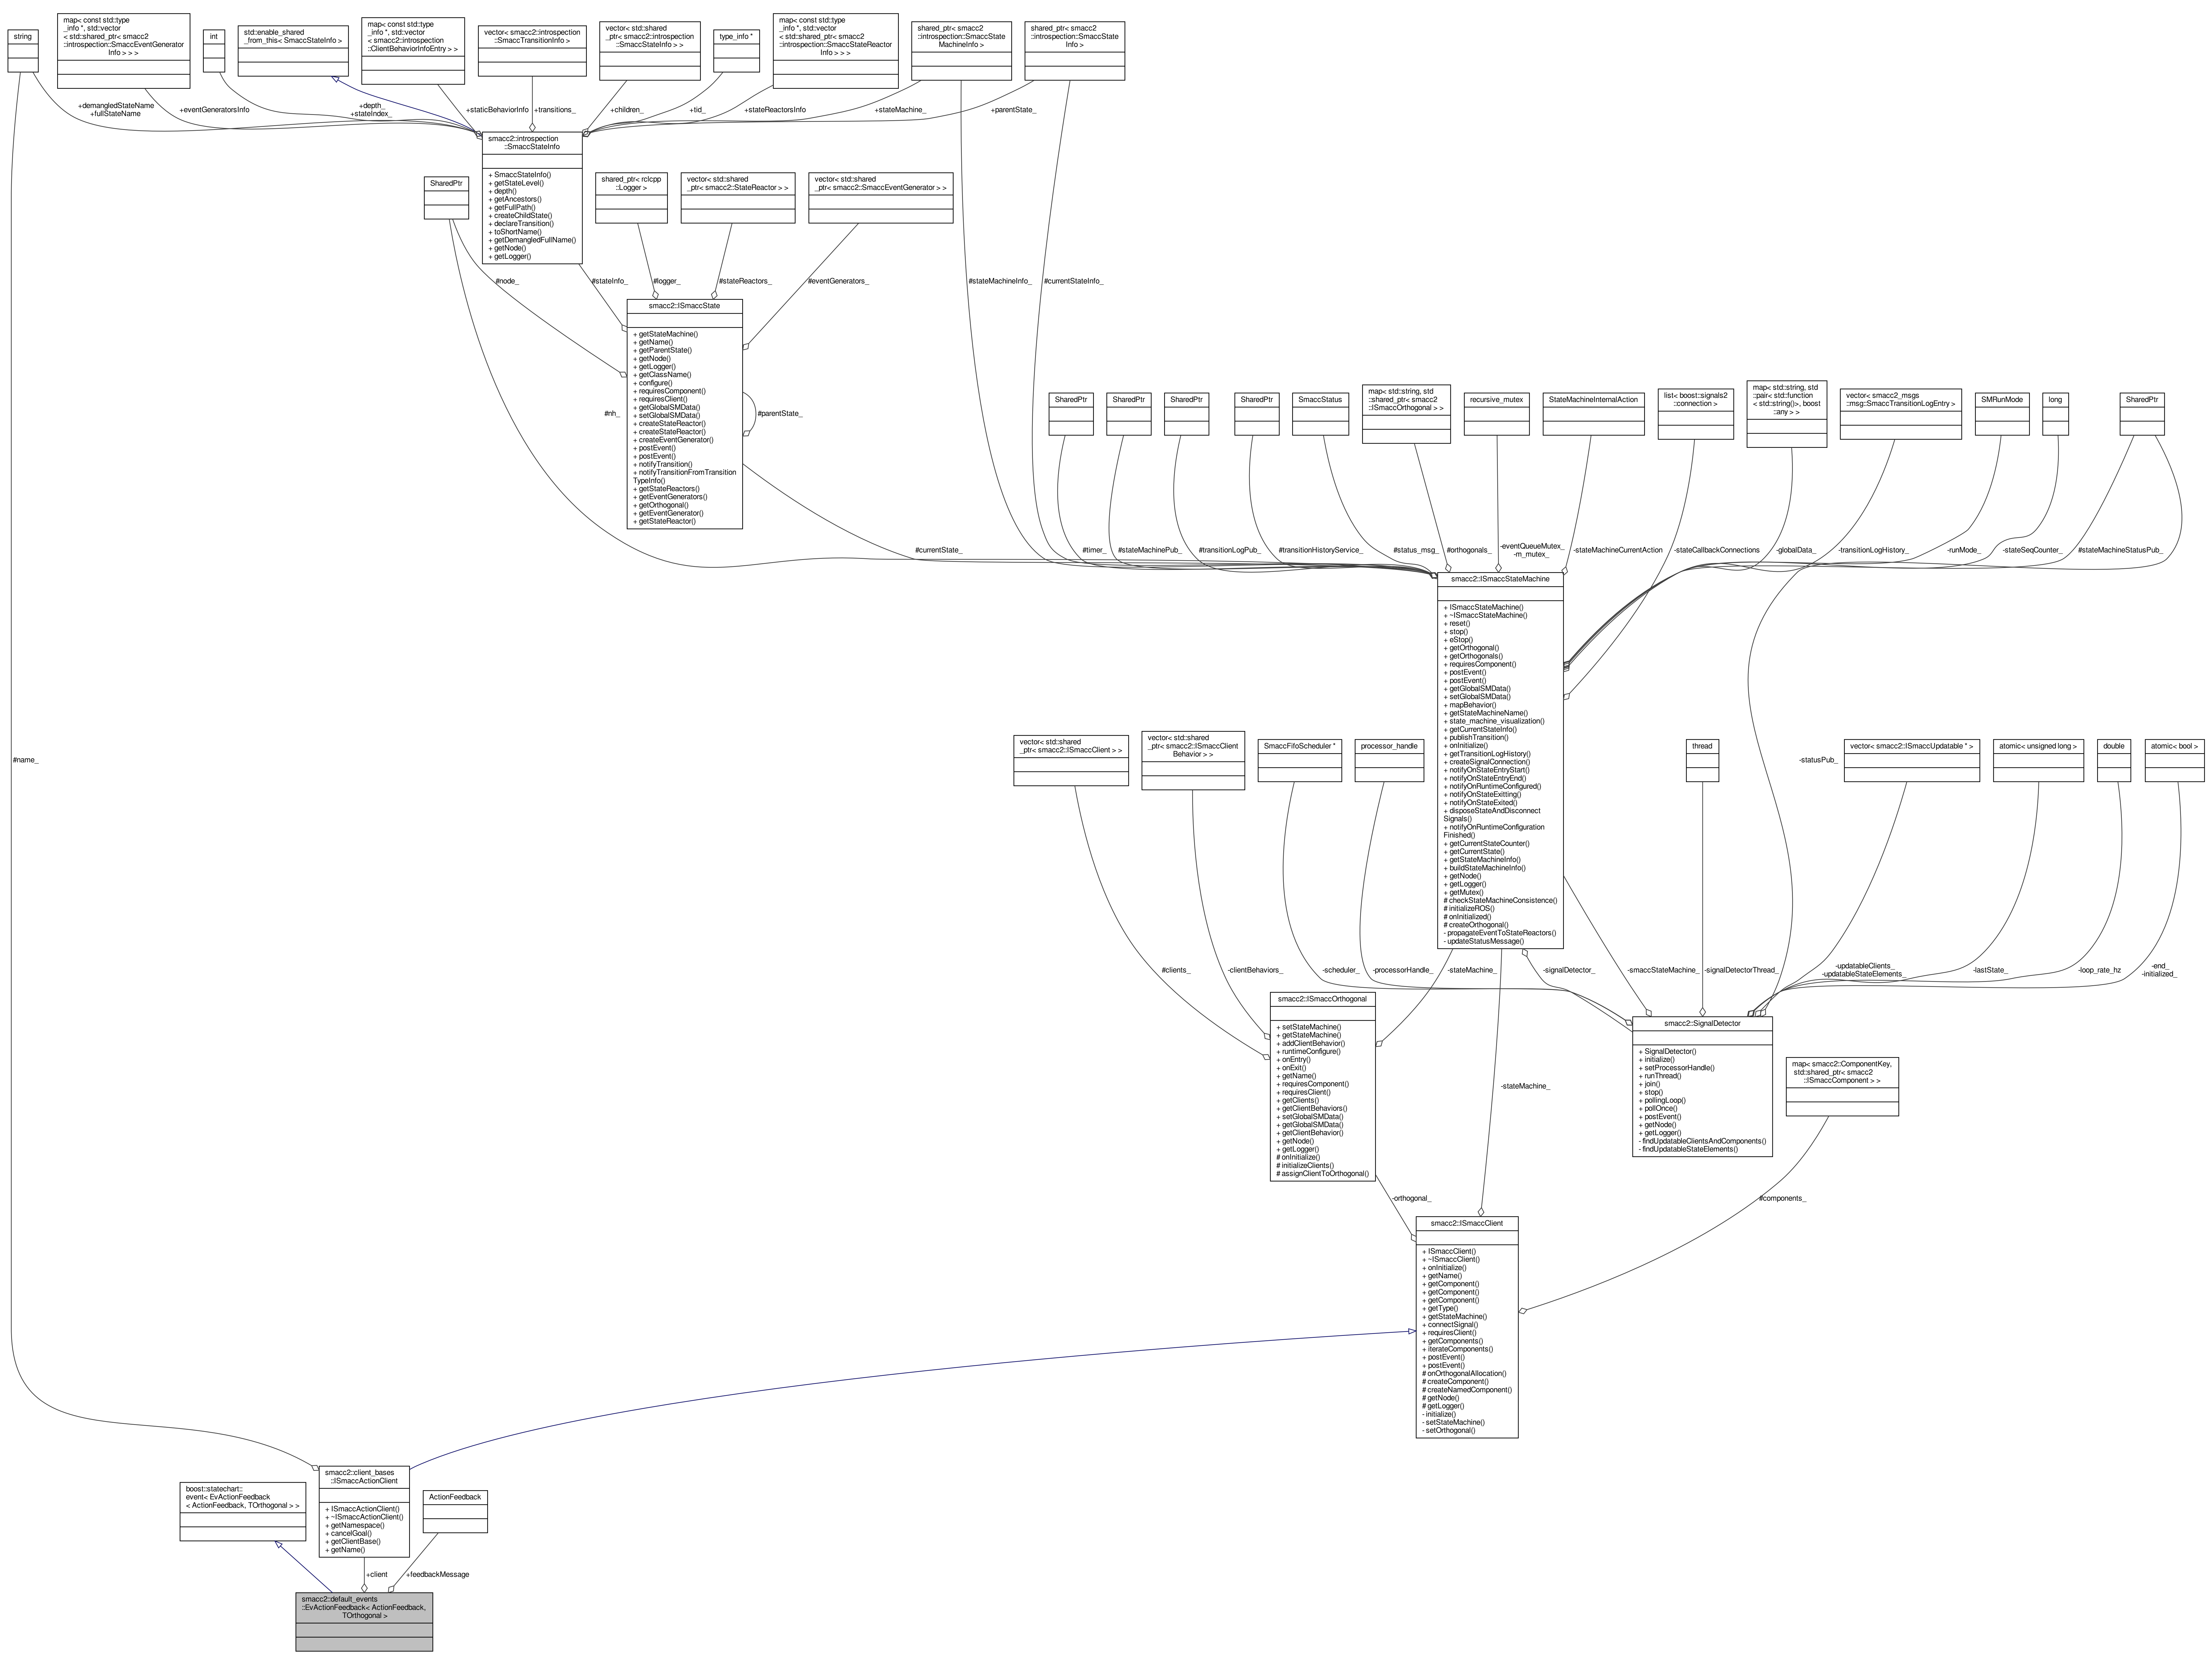 string
map< const std::type
_info *, std::vector
< std::shared_ptr< smacc2
::introspection::SmaccEventGenerator
Info > > >
int
std::enable_shared
_from_this< SmaccStateInfo >
map< const std::type
_info *, std::vector
< smacc2::introspection
::ClientBehaviorInfoEntry > >
vector< smacc2::introspection
::SmaccTransitionInfo >
vector< std::shared
_ptr< smacc2::introspection
::SmaccStateInfo > >
type_info *
map< const std::type
_info *, std::vector
< std::shared_ptr< smacc2
::introspection::SmaccStateReactor
Info > > >
shared_ptr< smacc2
::introspection::SmaccState
MachineInfo >
shared_ptr< smacc2
::introspection::SmaccState
Info >
+demangledStateName
+fullStateName
+eventGeneratorsInfo
+depth_
+stateIndex_
+staticBehaviorInfo
+transitions_
+children_
+tid_
+stateReactorsInfo
+stateMachine_
+parentState_
smacc2::introspection
::SmaccStateInfo
+ SmaccStateInfo()
+ getStateLevel()
+ depth()
+ getAncestors()
+ getFullPath()
+ createChildState()
+ declareTransition()
+ toShortName()
+ getDemangledFullName()
+ getNode()
+ getLogger()
SharedPtr
shared_ptr< rclcpp
::Logger >
vector< std::shared
_ptr< smacc2::StateReactor > >
vector< std::shared
_ptr< smacc2::SmaccEventGenerator > >
#node_
#stateInfo_
#logger_
#stateReactors_
#eventGenerators_
#stateMachineInfo_
#currentStateInfo_
smacc2::ISmaccState
+ getStateMachine()
+ getName()
+ getParentState()
+ getNode()
+ getLogger()
+ getClassName()
+ configure()
+ requiresComponent()
+ requiresClient()
+ getGlobalSMData()
+ setGlobalSMData()
+ createStateReactor()
+ createStateReactor()
+ createEventGenerator()
+ postEvent()
+ postEvent()
+ notifyTransition()
+ notifyTransitionFromTransition
TypeInfo()
+ getStateReactors()
+ getEventGenerators()
+ getOrthogonal()
+ getEventGenerator()
+ getStateReactor()
#nh_
#parentState_
SharedPtr
SharedPtr
SharedPtr
SharedPtr
SmaccStatus
map< std::string, std
::shared_ptr< smacc2
::ISmaccOrthogonal > >
recursive_mutex
StateMachineInternalAction
list< boost::signals2
::connection >
map< std::string, std
::pair< std::function
< std::string()>, boost
::any > >
vector< smacc2_msgs
::msg::SmaccTransitionLogEntry >
SMRunMode
long
SharedPtr
#currentState_
#timer_
#stateMachinePub_
#transitionLogPub_
#transitionHistoryService_
#status_msg_
#orthogonals_
-eventQueueMutex_
-m_mutex_
-stateMachineCurrentAction
-stateCallbackConnections
-globalData_
-transitionLogHistory_
-runMode_
-stateSeqCounter_
#stateMachineStatusPub_
smacc2::ISmaccStateMachine
+ ISmaccStateMachine()
+ ~ISmaccStateMachine()
+ reset()
+ stop()
+ eStop()
+ getOrthogonal()
+ getOrthogonals()
+ requiresComponent()
+ postEvent()
+ postEvent()
+ getGlobalSMData()
+ setGlobalSMData()
+ mapBehavior()
+ getStateMachineName()
+ state_machine_visualization()
+ getCurrentStateInfo()
+ publishTransition()
+ onInitialize()
+ getTransitionLogHistory()
+ createSignalConnection()
+ notifyOnStateEntryStart()
+ notifyOnStateEntryEnd()
+ notifyOnRuntimeConfigured()
+ notifyOnStateExitting()
+ notifyOnStateExited()
+ disposeStateAndDisconnect
Signals()
+ notifyOnRuntimeConfiguration
Finished()
+ getCurrentStateCounter()
+ getCurrentState()
+ getStateMachineInfo()
+ buildStateMachineInfo()
+ getNode()
+ getLogger()
+ getMutex()
# checkStateMachineConsistence()
# initializeROS()
# onInitialized()
# createOrthogonal()
- propagateEventToStateReactors()
- updateStatusMessage()
#name_
vector< std::shared
_ptr< smacc2::ISmaccClient > >
vector< std::shared
_ptr< smacc2::ISmaccClient
Behavior > >
SmaccFifoScheduler *
processor_handle
thread
-statusPub_
vector< smacc2::ISmaccUpdatable * >
atomic< unsigned long >
double
atomic< bool >
#clients_
-clientBehaviors_
-scheduler_
-processorHandle_
-stateMachine_
-signalDetector_
-smaccStateMachine_
-signalDetectorThread_
-updatableClients_
-updatableStateElements_
-lastState_
-loop_rate_hz
-end_
-initialized_
smacc2::ISmaccOrthogonal
+ setStateMachine()
+ getStateMachine()
+ addClientBehavior()
+ runtimeConfigure()
+ onEntry()
+ onExit()
+ getName()
+ requiresComponent()
+ requiresClient()
+ getClients()
+ getClientBehaviors()
+ setGlobalSMData()
+ getGlobalSMData()
+ getClientBehavior()
+ getNode()
+ getLogger()
# onInitialize()
# initializeClients()
# assignClientToOrthogonal()
smacc2::SignalDetector
+ SignalDetector()
+ initialize()
+ setProcessorHandle()
+ runThread()
+ join()
+ stop()
+ pollingLoop()
+ pollOnce()
+ postEvent()
+ getNode()
+ getLogger()
- findUpdatableClientsAndComponents()
- findUpdatableStateElements()
map< smacc2::ComponentKey,
std::shared_ptr< smacc2
::ISmaccComponent > >
-stateMachine_
-orthogonal_
#components_
smacc2::ISmaccClient
+ ISmaccClient()
+ ~ISmaccClient()
+ onInitialize()
+ getName()
+ getComponent()
+ getComponent()
+ getComponent()
+ getType()
+ getStateMachine()
+ connectSignal()
+ requiresClient()
+ getComponents()
+ iterateComponents()
+ postEvent()
+ postEvent()
# onOrthogonalAllocation()
# createComponent()
# createNamedComponent()
# getNode()
# getLogger()
- initialize()
- setStateMachine()
- setOrthogonal()
boost::statechart::
event< EvActionFeedback
< ActionFeedback, TOrthogonal > >
smacc2::client_bases
::ISmaccActionClient
+ ISmaccActionClient()
+ ~ISmaccActionClient()
+ getNamespace()
+ cancelGoal()
+ getClientBase()
+ getName()
ActionFeedback
+client
+feedbackMessage
smacc2::default_events
::EvActionFeedback< ActionFeedback,
TOrthogonal >